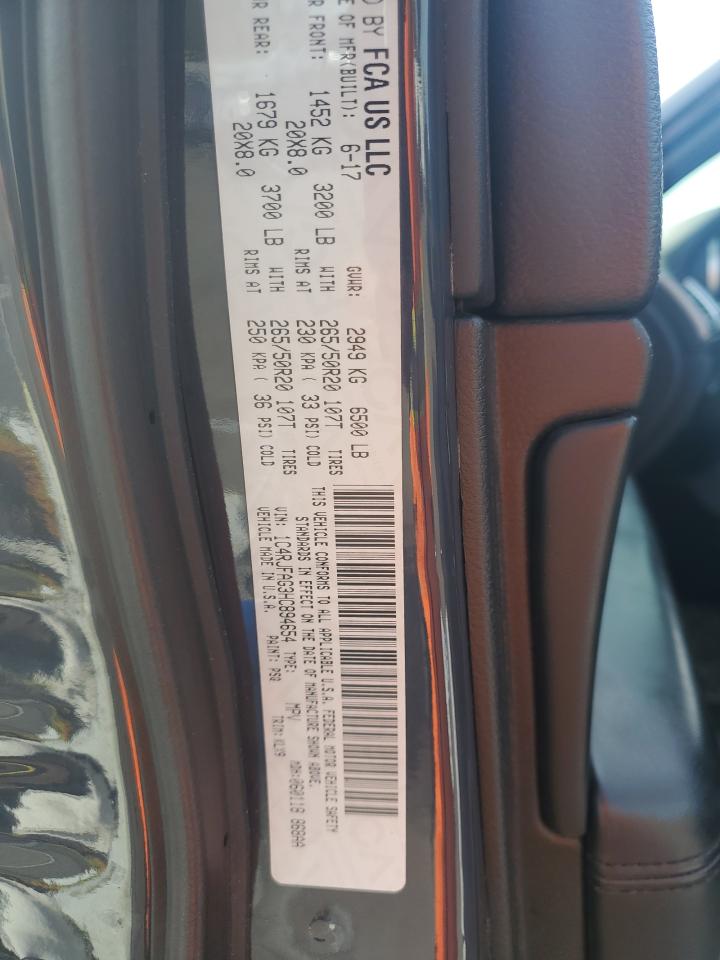 ) BY FCA US LLC
E OF MFR(BUILT): 6-17 GVWR: 2949 KG 6500 LB
R FRONT: 1452 KG 3200 LB WITH 265/50R20 107T TIRES
20X8.0 RIMS AT 230 KPA ( 33 PSI) COLD
R REAR: 1679 KG 3700 LB WITH 265/50R20 107T TIRES
20X8.0 RIMS AT 250 KPA ( 36 PSI) COLD
THIS VEHICLE CONFORMS TO ALL APPLICABLE U.S.A. FEDERAL MOTOR VEHICLE SAFETY
STANDARDS IN EFFECT ON THE DATE OF MANUFACTURE SHOWN ABOVE.
VIN: 1C4RJFAG3HC894654 TYPE: MPV MDH:060118 868AA
VEHICLE MADE IN U.S.A. PAINT: PSQ TRIM: